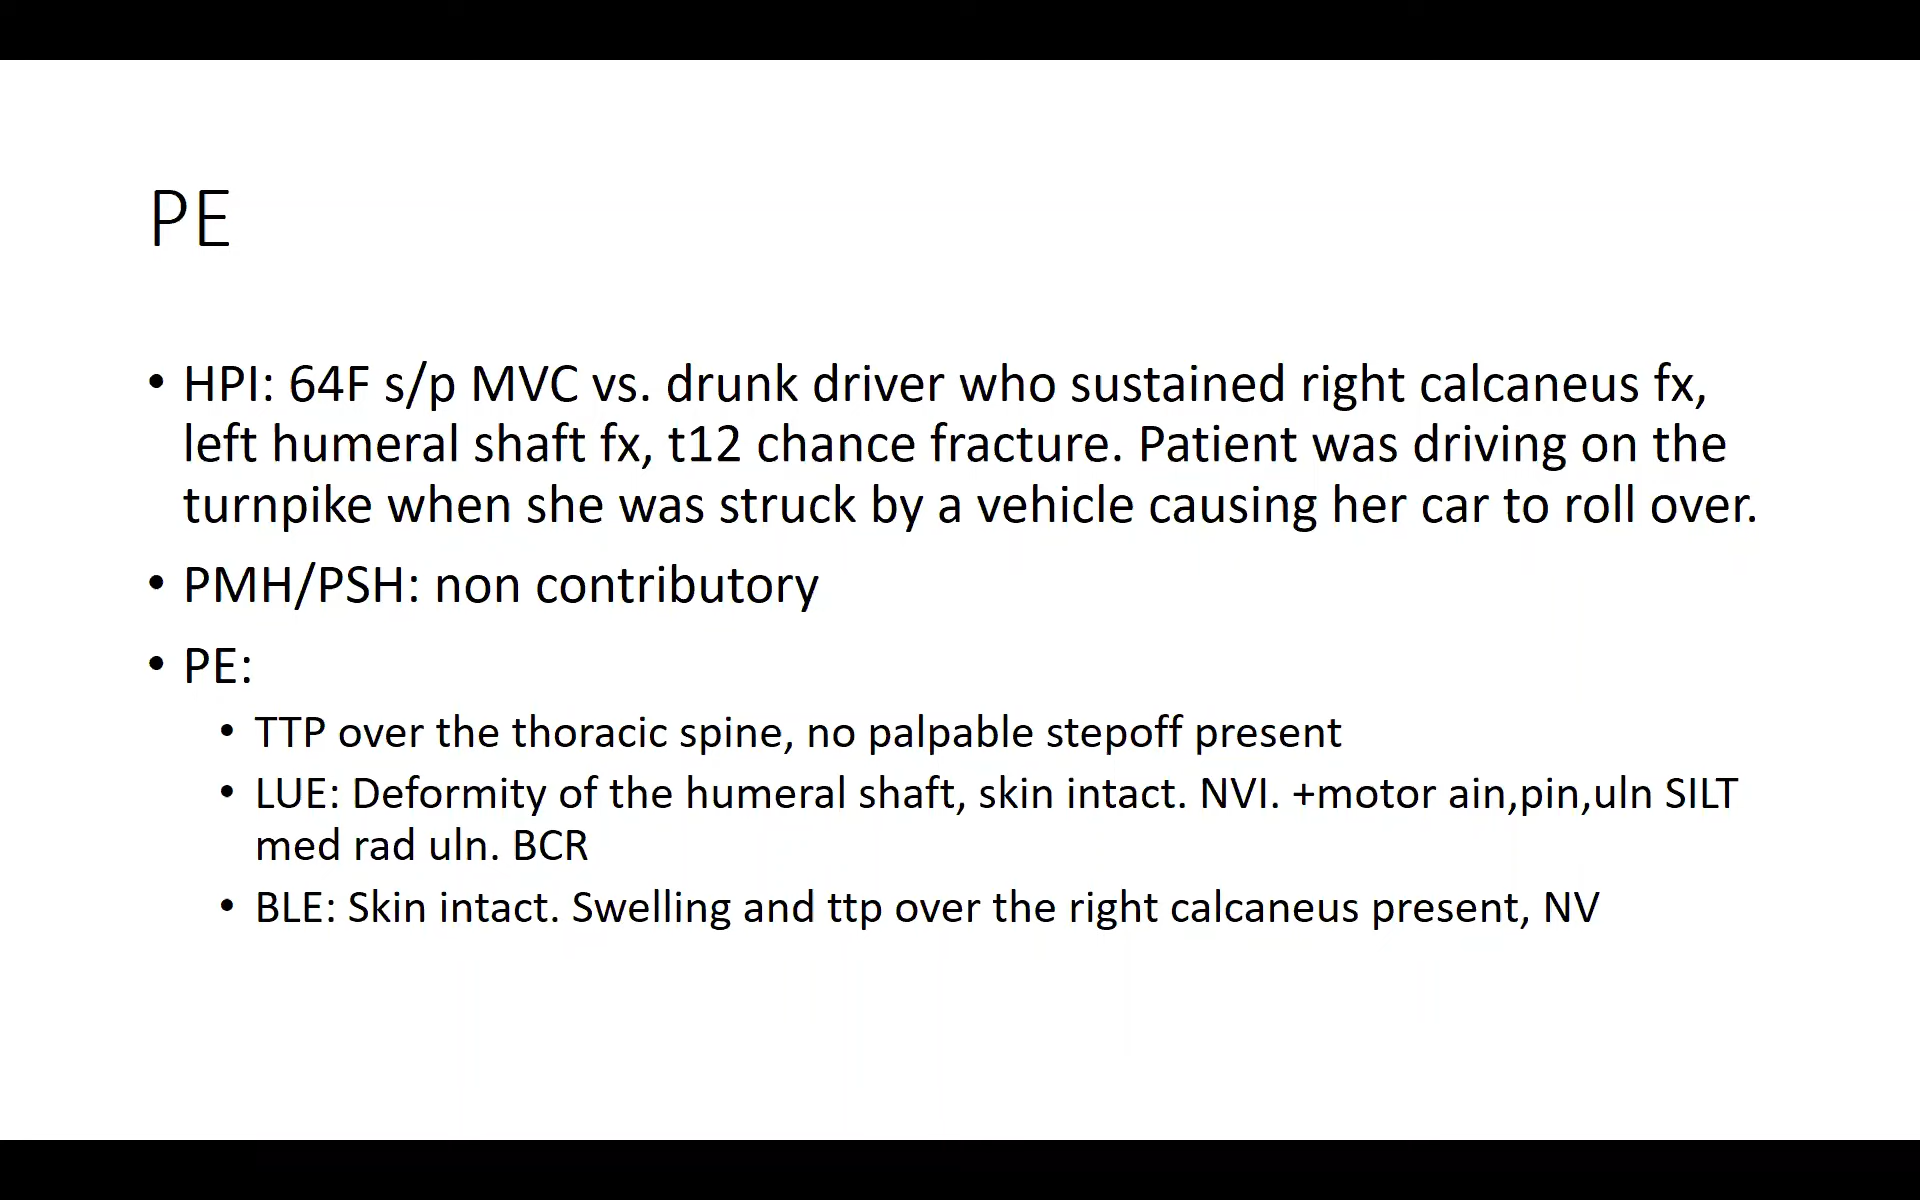 PE
• HPI: 64F s/p MVC vs. drunk driver who sustained right calcaneus fx,
left humeral shaft fx, t12 chance fracture. Patient was driving on the
turnpike when she was struck by a vehicle causing her car to roll over.
• PMH/PSH: non contributory
• PE:
• TTP over the thoracic spine, no palpable stepoff present
• LUE: Deformity of the humeral shaft, skin intact. NVI. +motor ain,pin,uln SILT
med rad uln. BCR
• BLE: Skin intact. Swelling and ttp over the right calcaneus present, NV